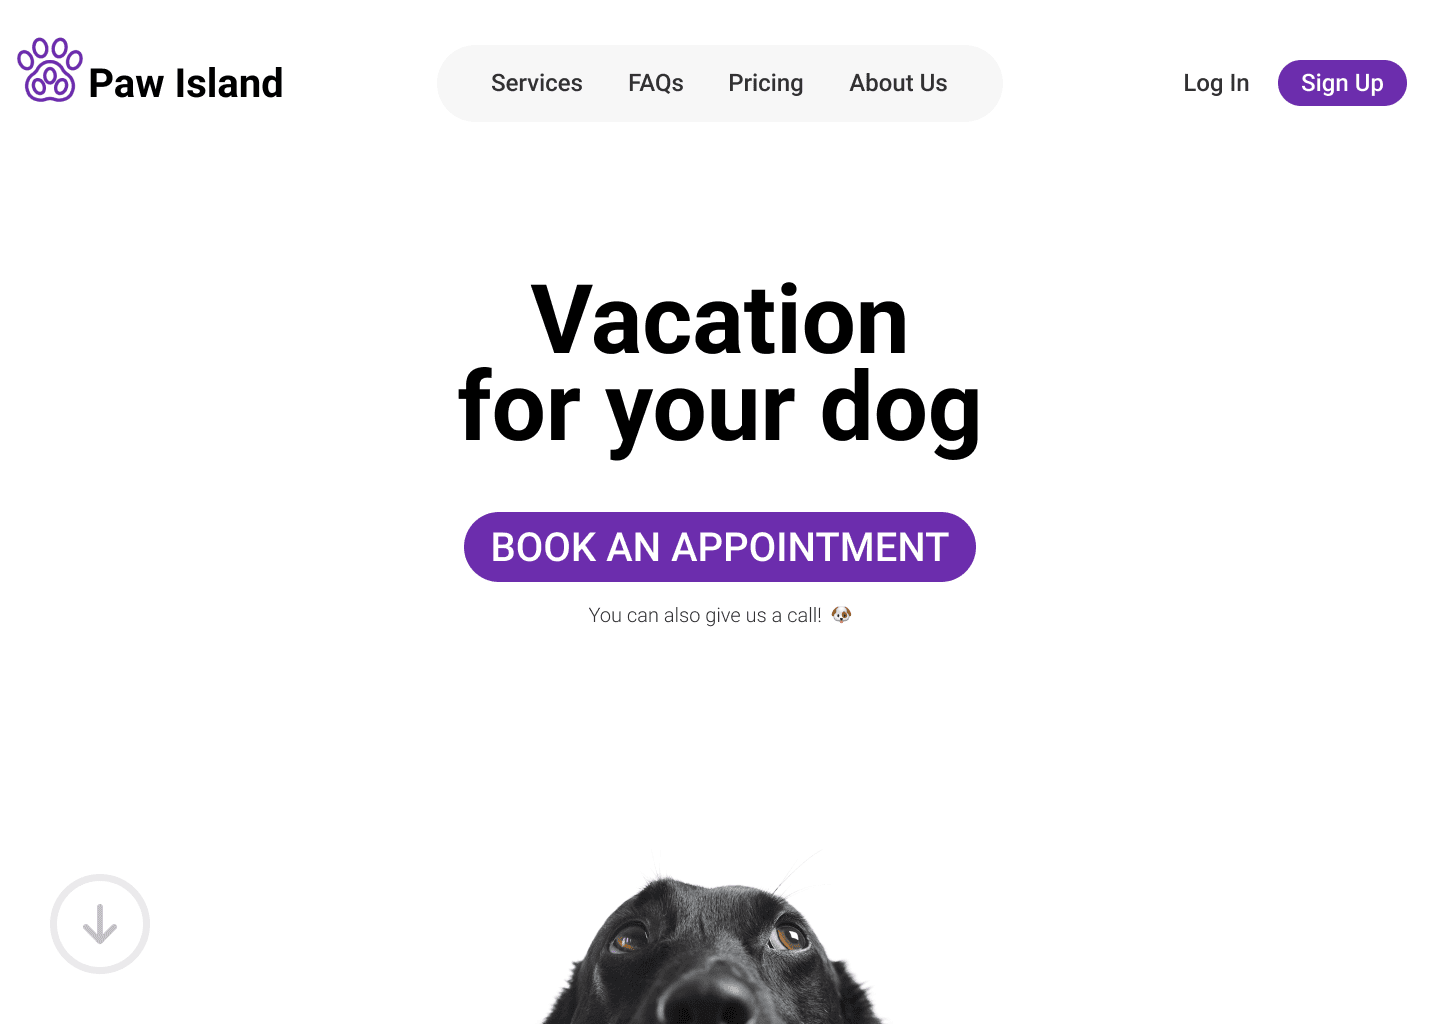 Paw Island
Services FAQs Pricing About Us
Log In Sign Up
Vacation
for your dog
BOOK AN APPOINTMENT
You can also give us a call! 🐶